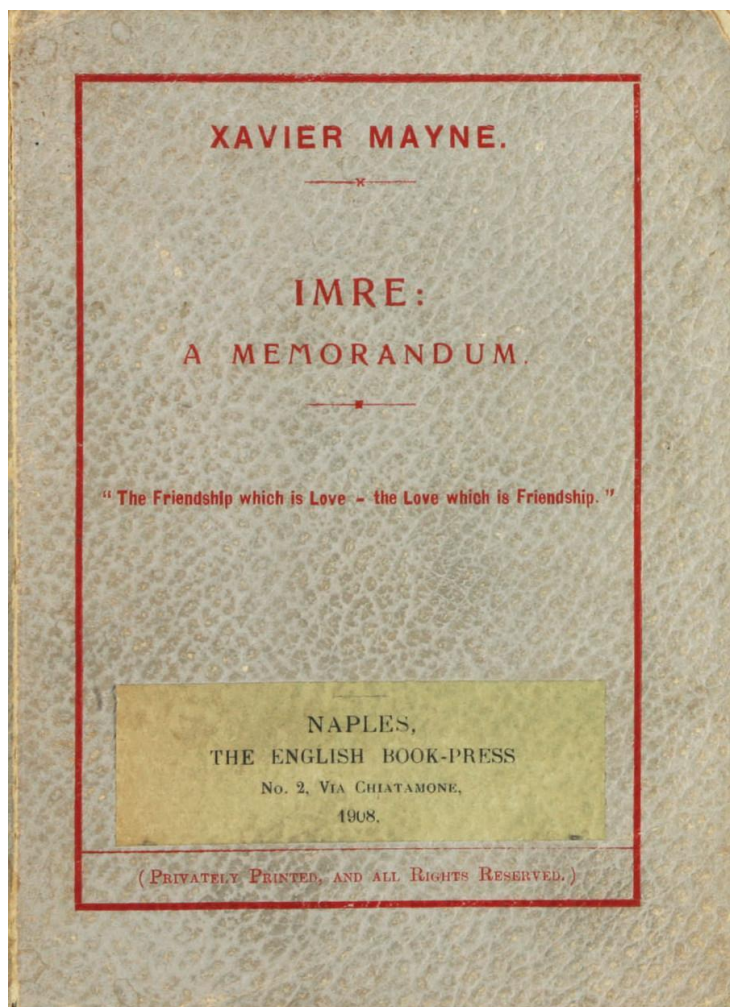 XAVIER MAYNE.
IMRE:
A MEMORANDUM.
"The Friendship which is Love - the Love which is Friendship."
NAPLES,
THE ENGLISH BOOK-PRESS
No. 2, Via Chiatamone,
1908.
(Privately Printed, and all Rights Reserved.)